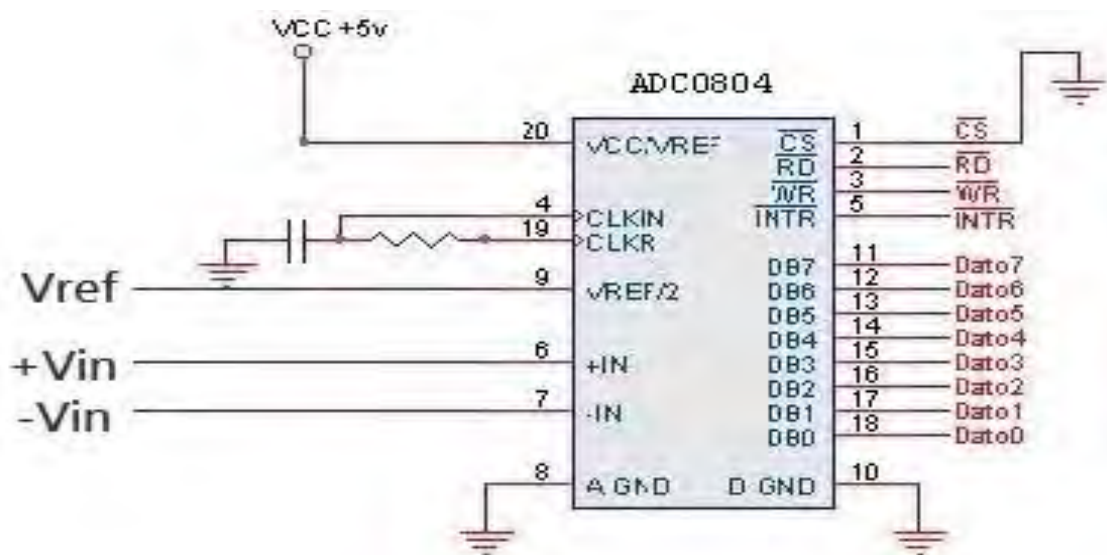 VCC +5v
ADC0804
20 VCC/VREF
4 CLKIN
19 CLKR
Vref 9 VREF/2
+Vin 6 +IN
-Vin 7 -IN
8 A GND
CS 1 CS
RD 2 RD
WR 3 WR
INTR 5 INTR
DB7 11 Dato7
DB6 12 Dato6
DB5 13 Dato5
DB4 14 Dato4
DB3 15 Dato3
DB2 16 Dato2
DB1 17 Dato1
DB0 18 Dato0
D GND 10